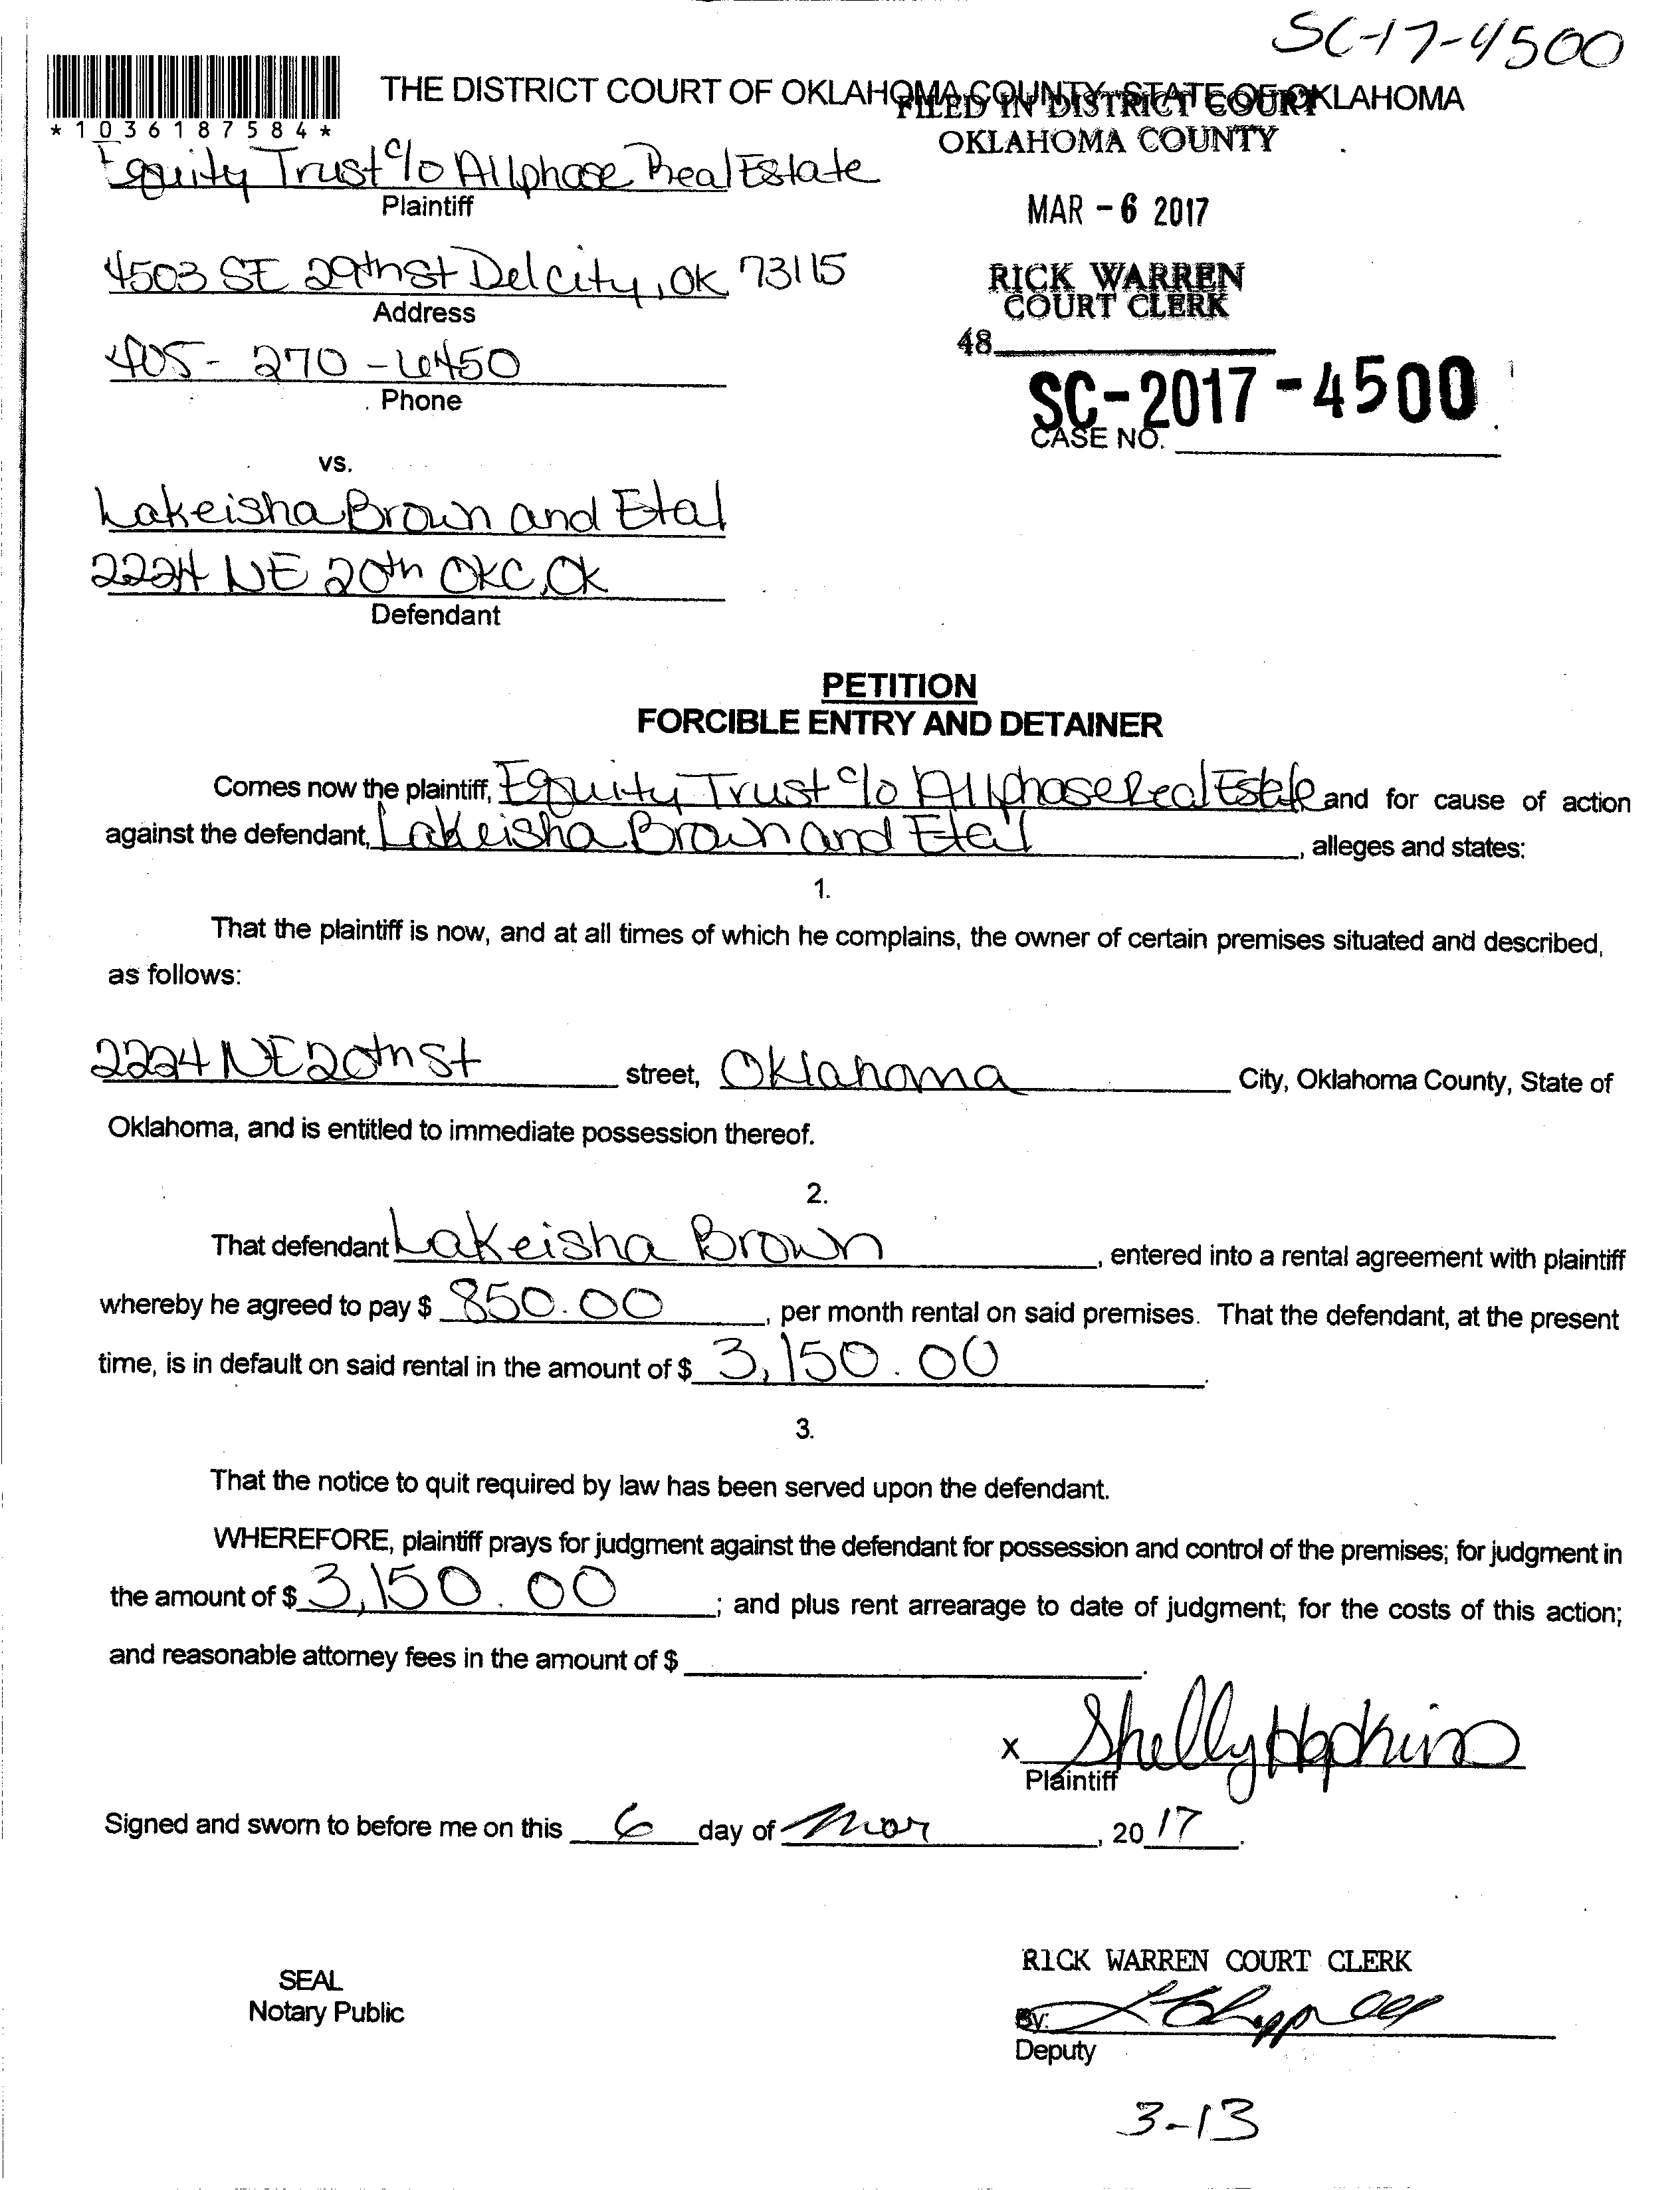 SC-17-4500
THE DISTRICT COURT OF OKLAHOMA COUNTY, STATE OF OKLAHOMA
FILED IN DISTRICT COURT
OKLAHOMA COUNTY
*1036187584*
Equity Trust c/o Allphase Real Estate
Plaintiff
MAR - 6 2017
4503 SE 29th St Del City, OK 73115
Address
RICK WARREN
COURT CLERK
48
405-270-6450
Phone
SC-2017-4500
CASE NO.
vs.
Lakeisha Brown and Etal
2224 NE 20th OKC, OK
Defendant
PETITION
FORCIBLE ENTRY AND DETAINER
Comes now the plaintiff, Equity Trust c/o Allphase Real Estate and for cause of action
against the defendant, Lakeisha Brown and Etal, alleges and states:
1.
That the plaintiff is now, and at all times of which he complains, the owner of certain premises situated and described,
as follows:
2224 NE 20th St street, Oklahoma City, Oklahoma County, State of
Oklahoma, and is entitled to immediate possession thereof.
2.
That defendant Lakeisha Brown, entered into a rental agreement with plaintiff
whereby he agreed to pay $ 850.00, per month rental on said premises. That the defendant, at the present
time, is in default on said rental in the amount of $ 3,150.00.
3.
That the notice to quit required by law has been served upon the defendant.
WHEREFORE, plaintiff prays for judgment against the defendant for possession and control of the premises; for judgment in
the amount of $ 3,150.00; and plus rent arrearage to date of judgment; for the costs of this action;
and reasonable attorney fees in the amount of $ .
x Shelly Hopkins
Plaintiff
Signed and sworn to before me on this 6 day of Mar, 2017.
RICK WARREN COURT CLERK
SEAL
Notary Public
By:
Deputy
3-13